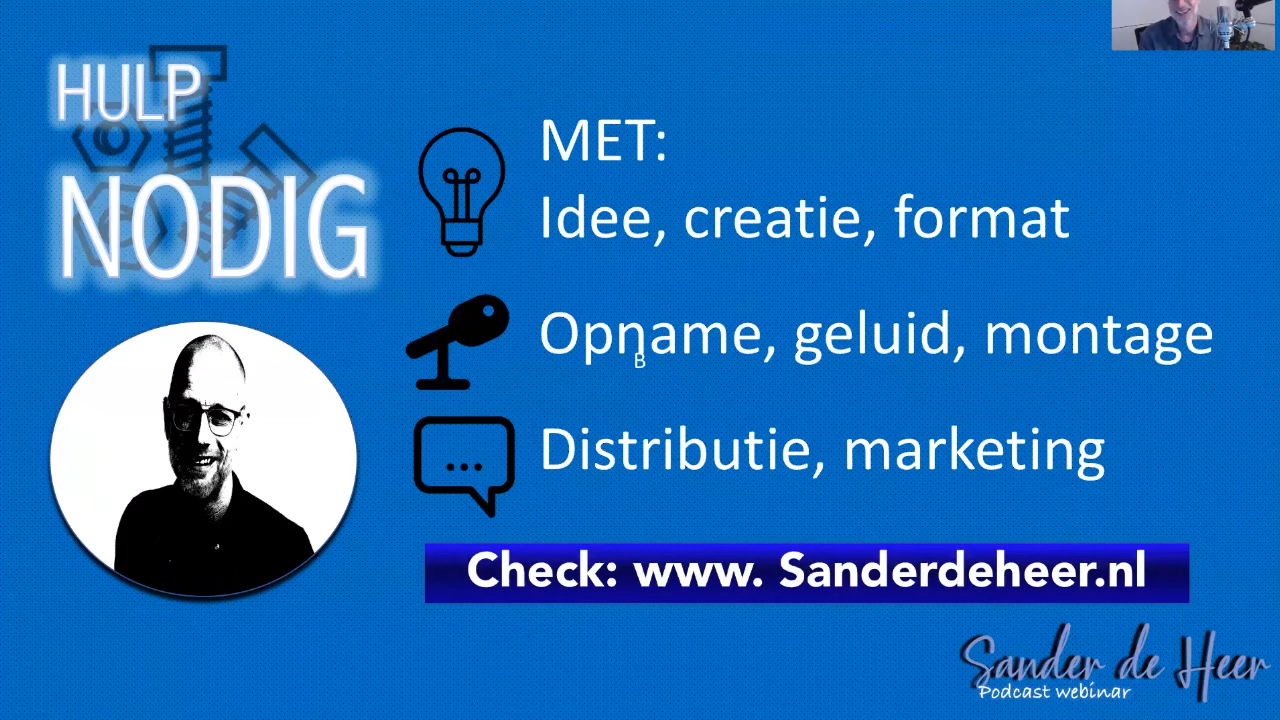 HULP
NODIG
MET:
Idee, creatie, format
Opname, geluid, montage
B
Distributie, marketing
Check: www. Sanderdeheer.nl
Sander de Heer
Podcast webinar